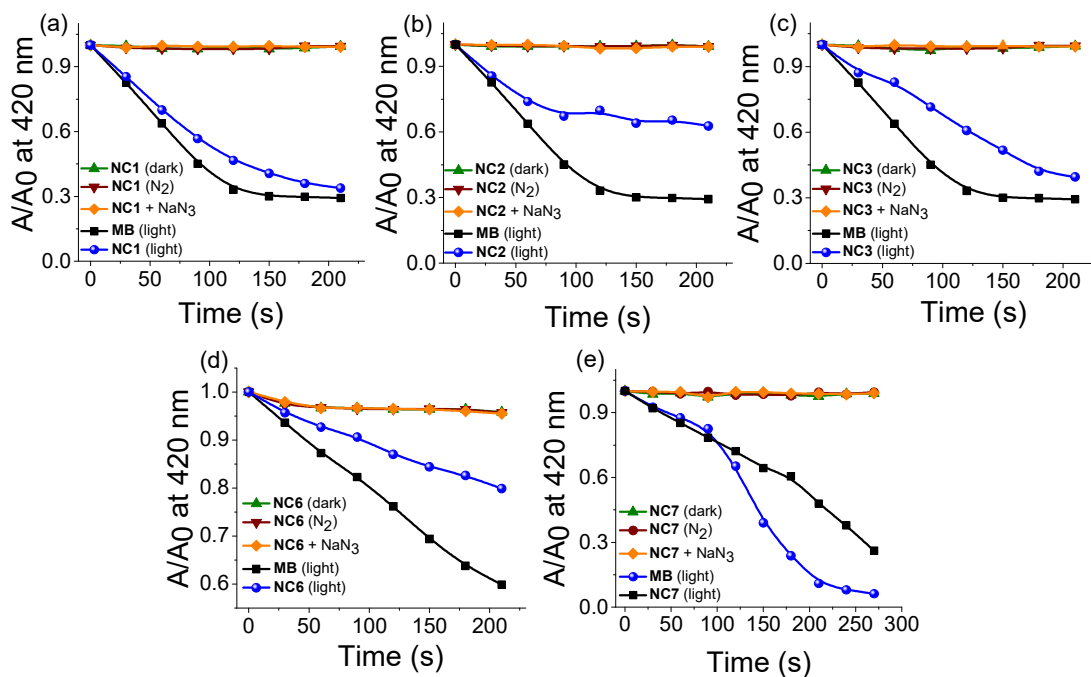 (a)
A/A0 at 420 nm
0.9
0.6
0.3
0.0
NC1 (dark)
NC1 (N2)
NC1 + NaN3
MB (light)
NC1 (light)
0 50 100 150 200
Time (s)
(b)
A/A0 at 420 nm
0.9
0.6
0.3
0.0
NC2 (dark)
NC2 (N2)
NC2 + NaN3
MB (light)
NC2 (light)
0 50 100 150 200
Time (s)
(c)
A/A0 at 420 nm
0.9
0.6
0.3
0.0
NC3 (dark)
NC3 (N2)
NC3 + NaN3
MB (light)
NC3 (light)
0 50 100 150 200
Time (s)
(d)
A/A0 at 420 nm
1.0
0.9
0.8
0.7
0.6
NC6 (dark)
NC6 (N2)
NC6 + NaN3
MB (light)
NC6 (light)
0 50 100 150 200
Time (s)
(e)
A/A0 at 420 nm
0.9
0.6
0.3
0.0
NC7 (dark)
NC7 (N2)
NC7 + NaN3
MB (light)
NC7 (light)
0 50 100 150 200 250 300
Time (s)